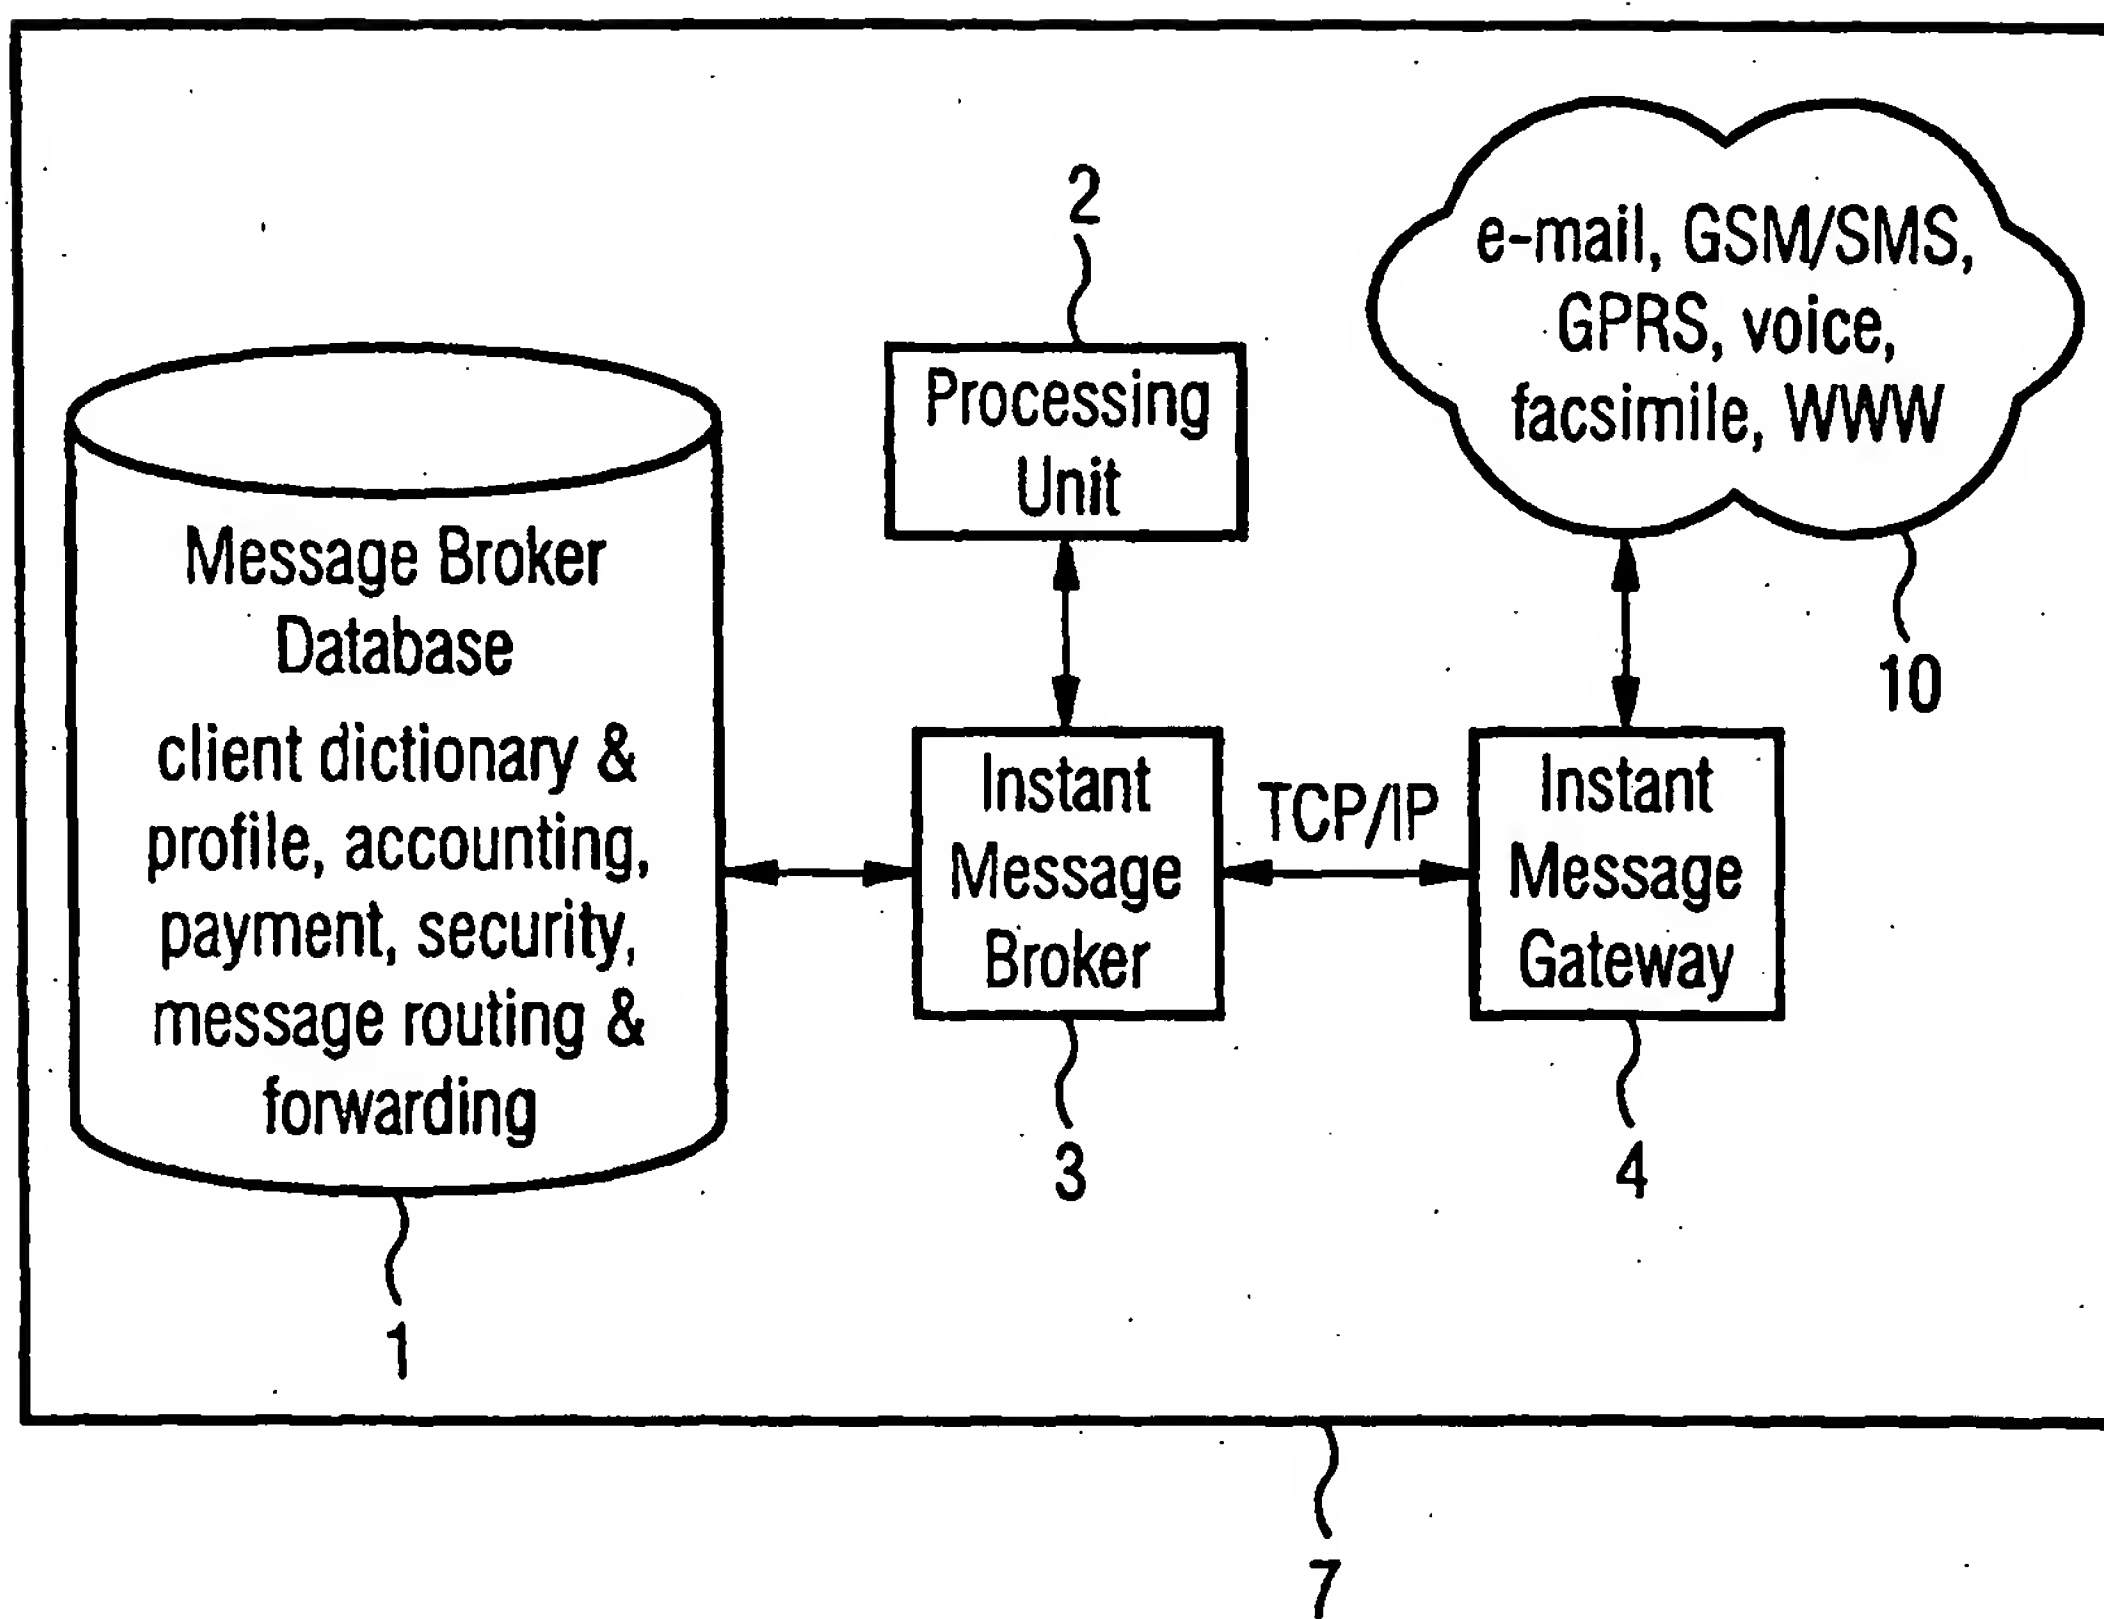 2
e-mail, GSM/SMS,
GPRS, voice,
facsimile, WWW
10
Processing
Unit
Message Broker
Database
client dictionary &
profile, accounting,
payment, security,
message routing &
forwarding
1
Instant
Message
Broker
3
TCP/IP
Instant
Message
Gateway
4
7